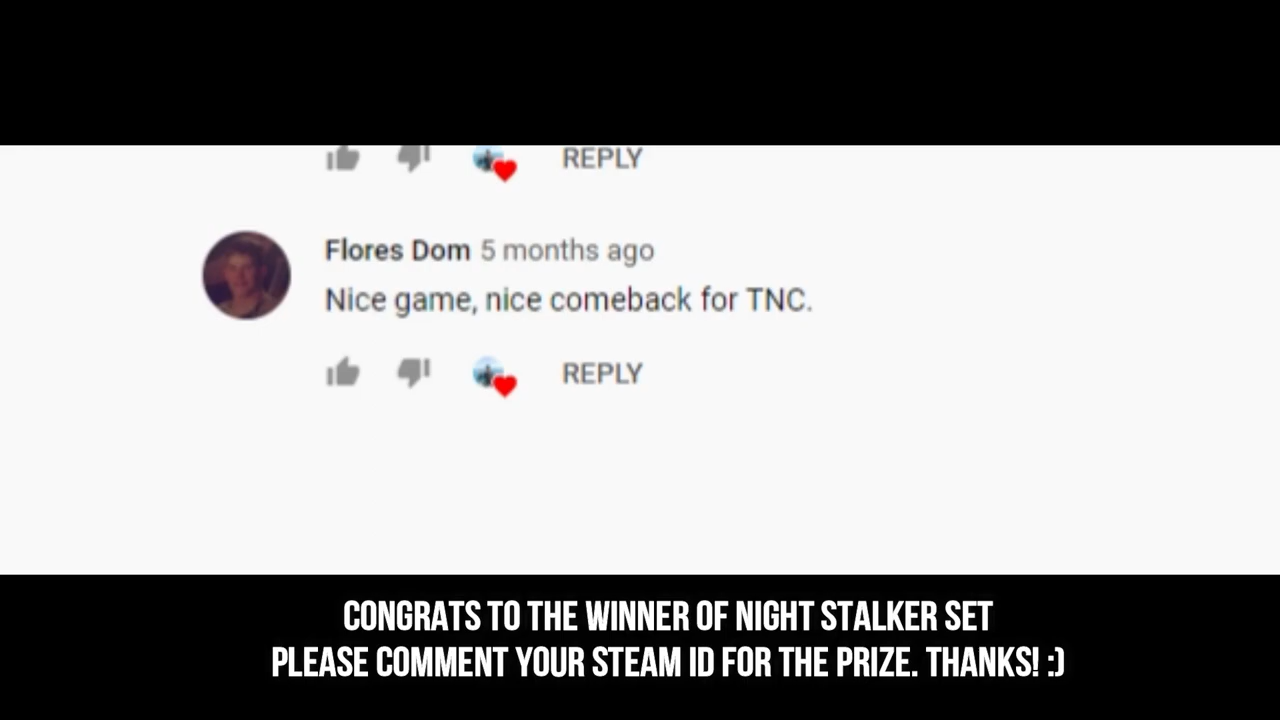 REPLY
Flores Dom 5 months ago
Nice game, nice comeback for TNC.
REPLY
CONGRATS TO THE WINNER OF NIGHT STALKER SET
PLEASE COMMENT YOUR STEAM ID FOR THE PRIZE. THANKS! :)